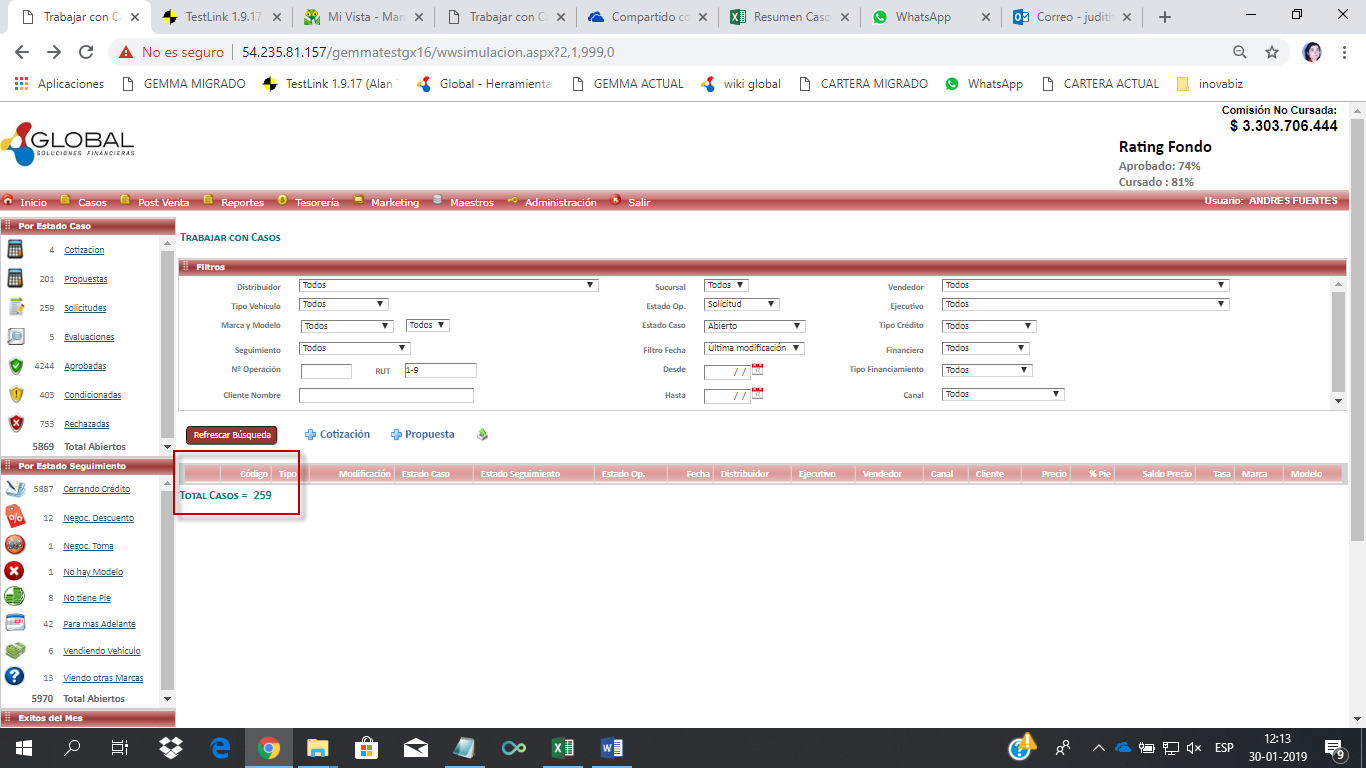 Trabajar con C
TestLink 1.9.17
Mi Vista - Man
Trabajar con C
Compartido co
Resumen Caso
WhatsApp
Correo - judith
No es seguro
54.235.81.157/gemmatestgx16/wwsimulacion.aspx?2,1,999,0
Aplicaciones
GEMMA MIGRADO
TestLink 1.9.17 (Alan
Global - Herramienta
GEMMA ACTUAL
wiki global
CARTERA MIGRADO
WhatsApp
CARTERA ACTUAL
inovabiz
GLOBAL
SOLUCIONES FINANCIERAS
Comisión No Cursada:
$ 3.303.706.444
Rating Fondo
Aprobado: 74%
Cursado : 81%
Inicio Casos Post Venta Reportes Tesorería Marketing Maestros Administración Salir
Usuario: ANDRES FUENTES
Por Estado Caso
4 Cotizacion
201 Propuestas
259 Solicitudes
5 Evaluaciones
4244 Aprobadas
403 Condicionadas
753 Rechazadas
5869 Total Abiertos
Por Estado Seguimiento
5887 Cerrando Crédito
12 Negoc. Descuento
1 Negoc. Toma
1 No hay Modelo
8 No tiene Pie
42 Para mas Adelante
6 Vendiendo Vehículo
13 Viendo otras Marcas
5970 Total Abiertos
Exitos del Mes
Trabajar con Casos
Filtros
Distribuidor Todos Sucursal Todos Vendedor Todos
Tipo Vehículo Todos Estado Op. Solicitud Ejecutivo Todos
Marca y Modelo Todos Todos Estado Caso Abierto Tipo Crédito Todos
Seguimiento Todos Filtro Fecha Última modificación Financiera Todos
Nº Operación RUT 1-9 Desde / / Tipo Financiamiento Todos
Cliente Nombre Hasta / / Canal Todos
Refrescar Búsqueda Cotización Propuesta
Código Tipo Modificación Estado Caso Estado Seguimiento Estado Op. Fecha Distribuidor Ejecutivo Vendedor Canal Cliente Precio % Pie Saldo Precio Tasa Marca Modelo
Total Casos = 259
ESP
12:13
30-01-2019
9